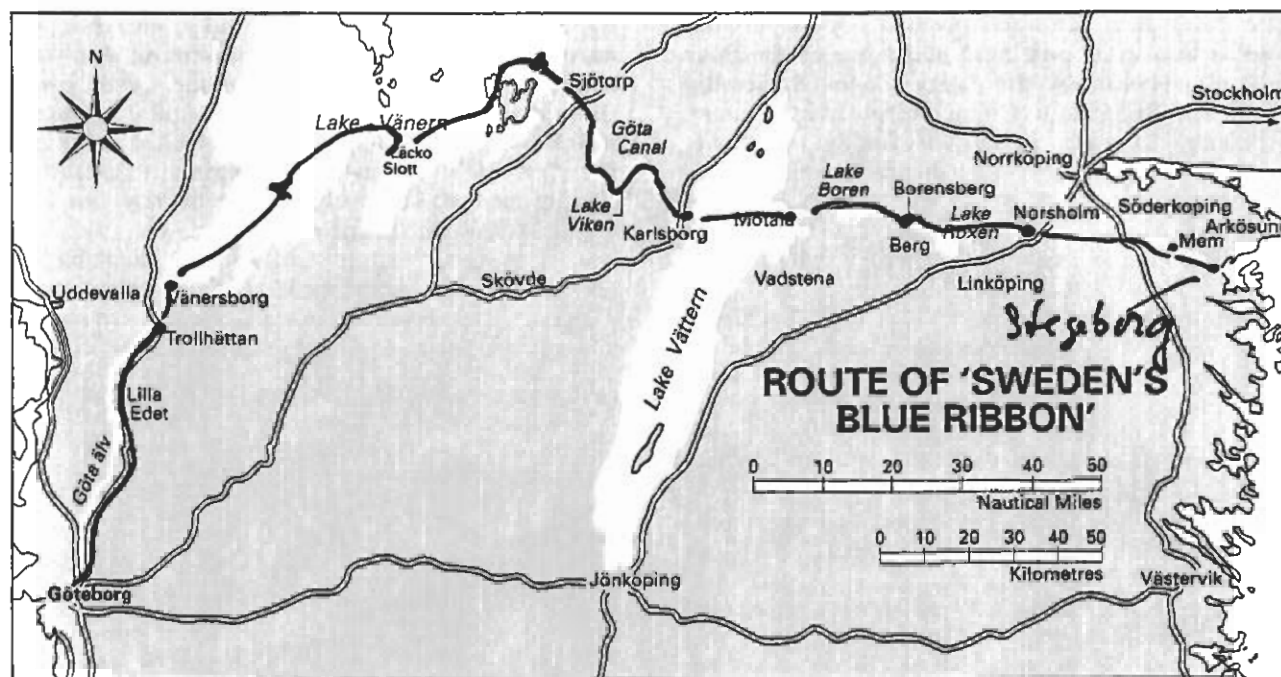 N
Sjötorp
Stockholm
Lake Vänern
Läcko
Slott
Göta
Canal
Norrköping
Lake
Boren
Borensberg
Lake
Viken
Karlsborg
Motala
Berg
Lake
Roxen
Norsholm
Söderkoping
Arkösund
Mem
Uddevalla
Vänersborg
Skövde
Vadstena
Linköping
Stegeborg
Trollhättan
Lilla
Edet
Lake Vättern
ROUTE OF 'SWEDEN'S
BLUE RIBBON'
Göta älv
0 10 20 30 40 50
Nautical Miles
0 10 20 30 40 50
Kilometres
Göteborg
Jönkoping
Västervik